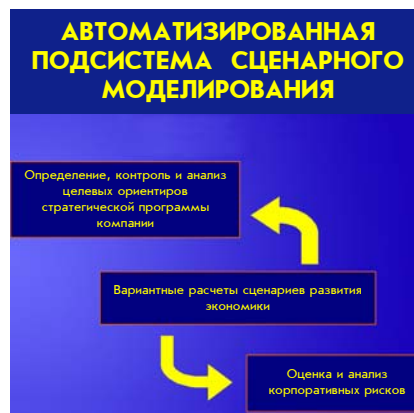 АВТОМАТИЗИРОВАННАЯ
ПОДСИСТЕМА СЦЕНАРНОГО
МОДЕЛИРОВАНИЯ
Определение, контроль и анализ
целевых ориентиров
стратегической программы
компании
Вариантные расчеты сценариев развития
экономики
Оценка и анализ
корпоративных рисков